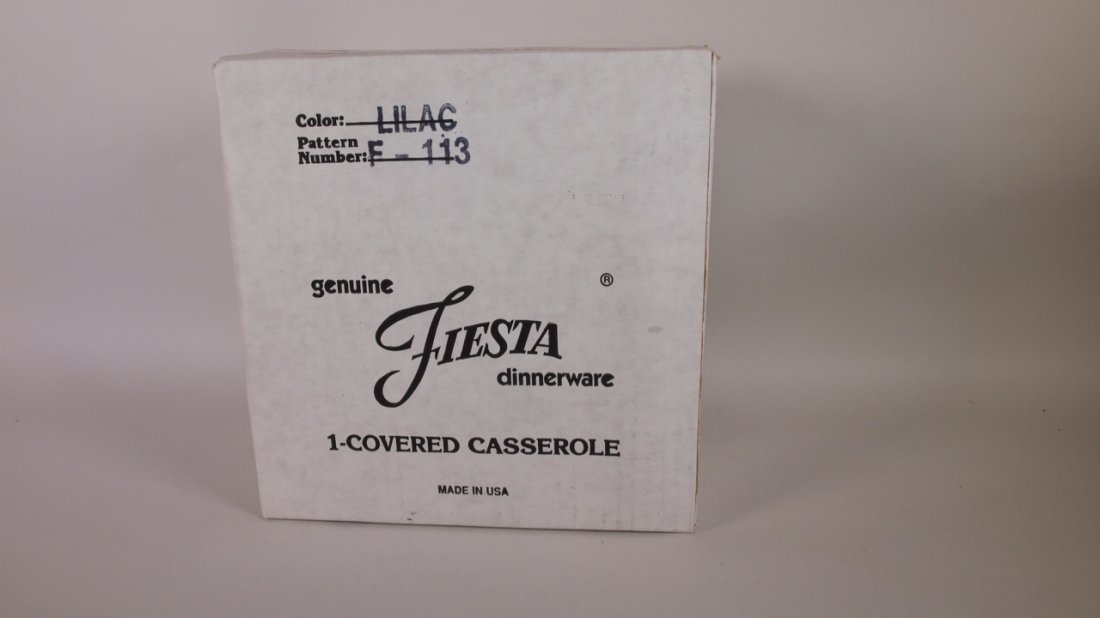 Color: LILAC
Pattern
Number: F - 113
genuine ®
FIESTA
dinnerware
1-COVERED CASSEROLE
MADE IN USA